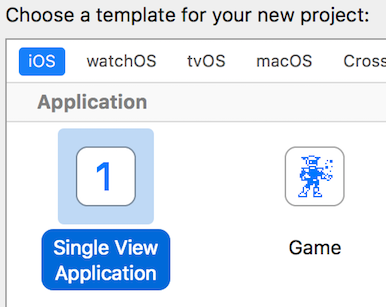 Choose a template for your new project:
iOS watchOS tvOS macOS Cross
Application
1
Single View Game
Application